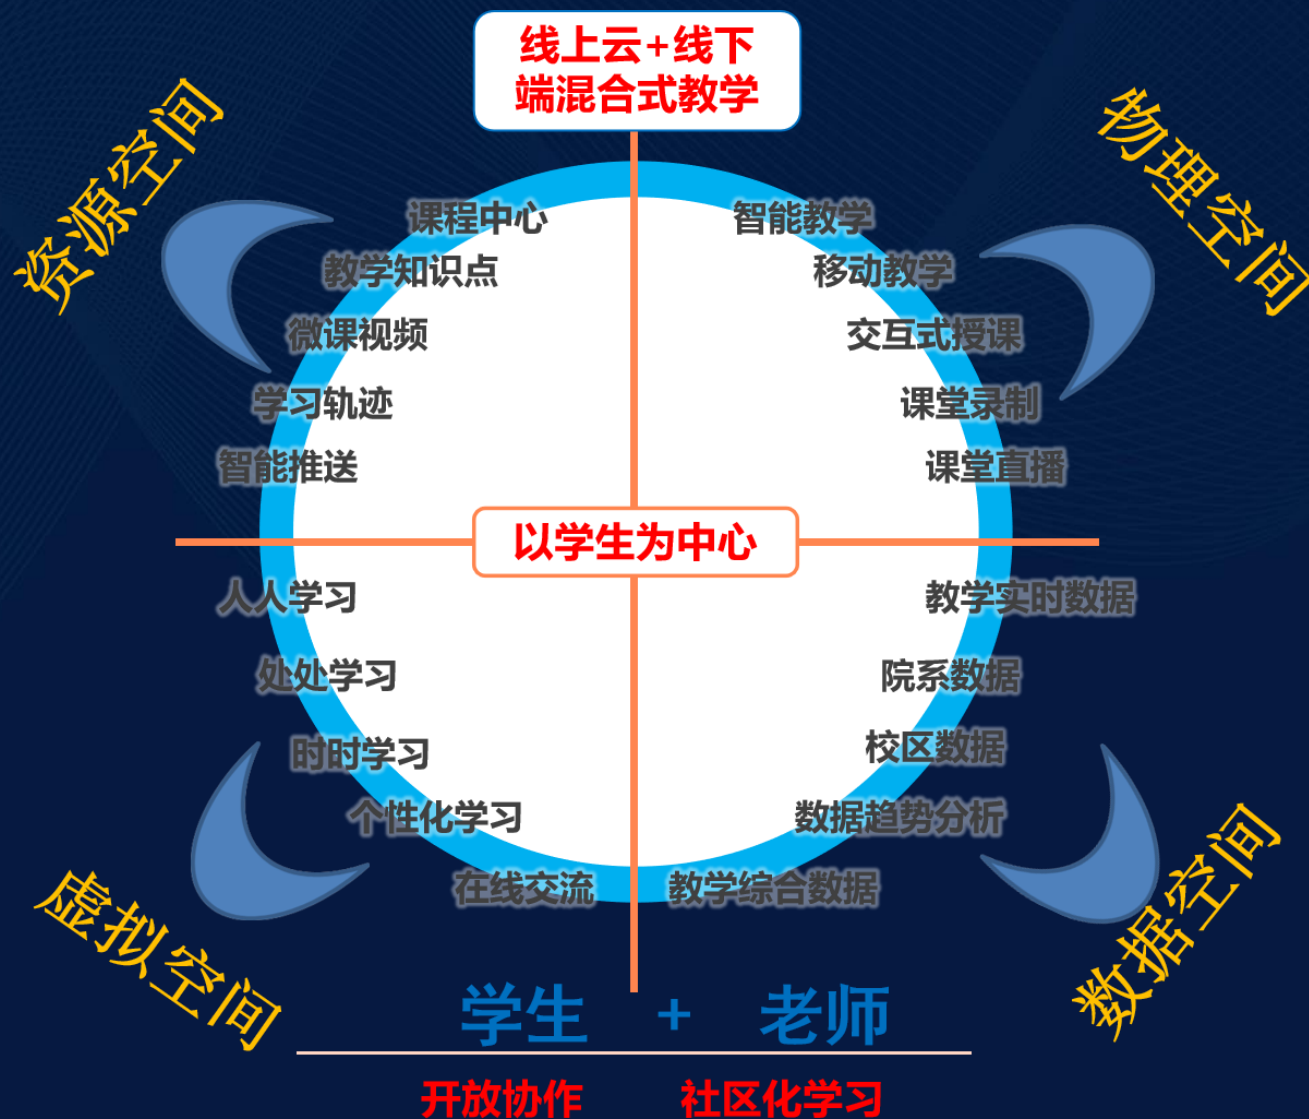 线上云+线下
端混合式教学
资源空间
课程中心
教学知识点
微课视频
学习轨迹
智能推送
物理空间
智能教学
移动教学
交互式授课
课堂录制
课堂直播
以学生为中心
虚拟空间
人人学习
处处学习
时时学习
个性化学习
在线交流
数据空间
教学实时数据
院系数据
校区数据
数据趋势分析
教学综合数据
学生 + 老师
开放协作 社区化学习